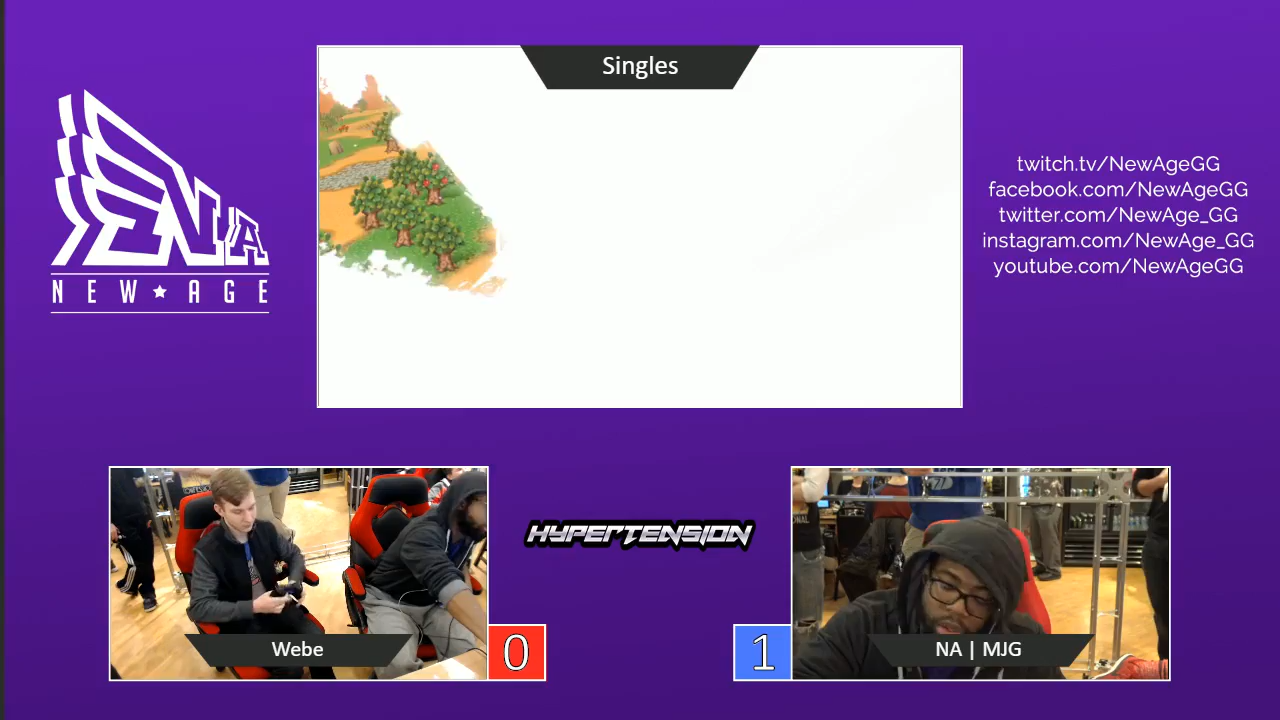 Singles
NEW ★ AGE
twitch.tv/NewAgeGG
facebook.com/NewAgeGG
twitter.com/NewAge_GG
instagram.com/NewAge_GG
youtube.com/NewAgeGG
HYPERTENSION
Webe
0
1
NA | MJG